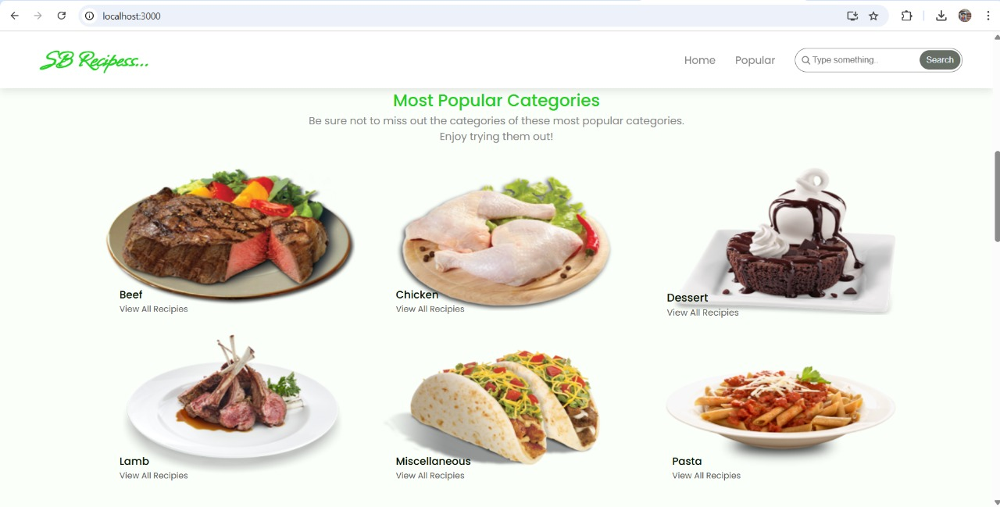 localhost:3000
SB Recipess...
Home
Popular
Type something..
Search
Most Popular Categories
Be sure not to miss out the categories of these most popular categories.
Enjoy trying them out!
Beef
View All Recipies
Chicken
View All Recipies
Dessert
View All Recipies
Lamb
View All Recipies
Miscellaneous
View All Recipies
Pasta
View All Recipies